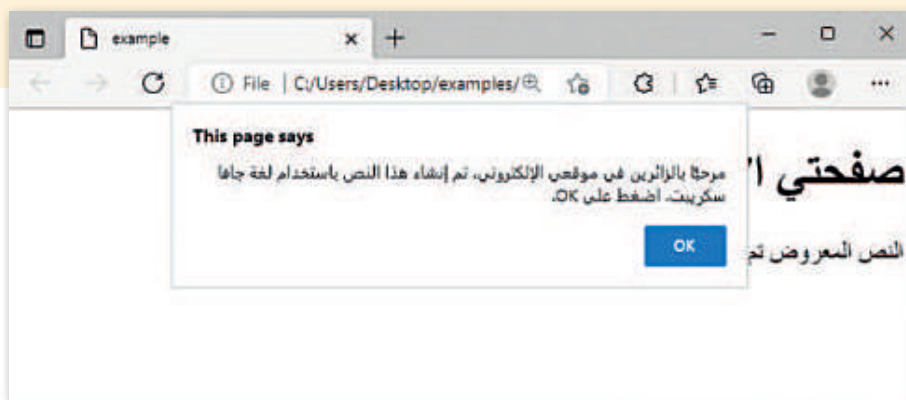 example
File | C:/Users/Desktop/examples/
This page says
مرحبًا بالزائرين في موقعي الإلكتروني، تم إنشاء هذا النص باستخدام لغة جافا
سكريبت، اضغط على OK.
OK
صفحتي
النص المعروض تم